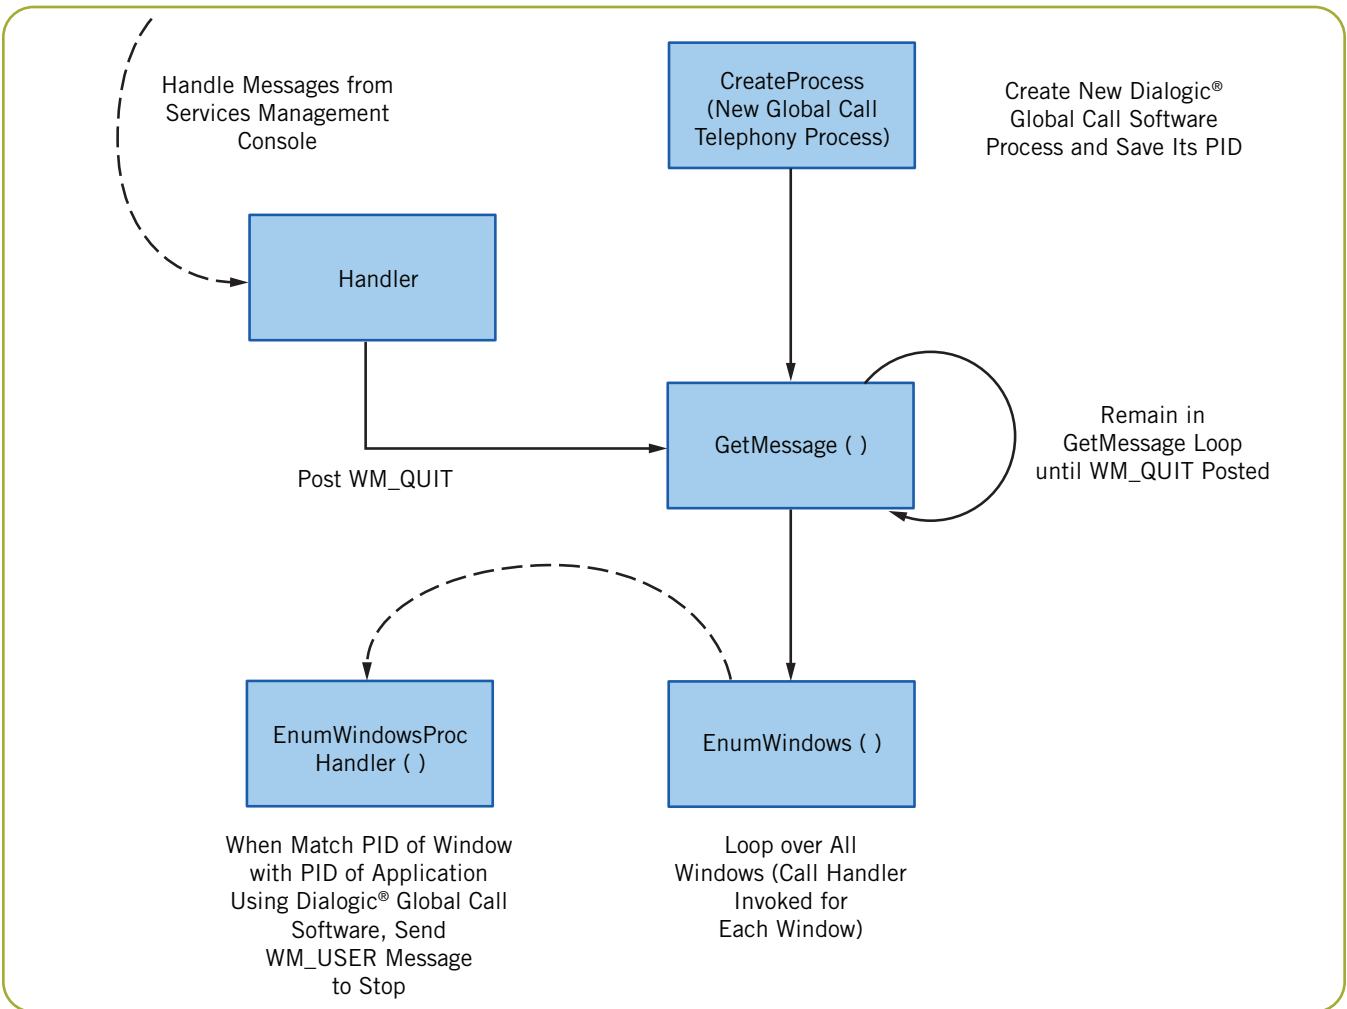 Handle Messages from
Services Management
Console
CreateProcess
(New Global Call
Telephony Process)
Create New Dialogic®
Global Call Software
Process and Save Its PID
Handler
GetMessage ( )
Remain in
GetMessage Loop
until WM_QUIT Posted
Post WM_QUIT
EnumWindowsProc
Handler ( )
EnumWindows ( )
When Match PID of Window
with PID of Application
Using Dialogic® Global Call
Software, Send
WM_USER Message
to Stop
Loop over All
Windows (Call Handler
Invoked for
Each Window)